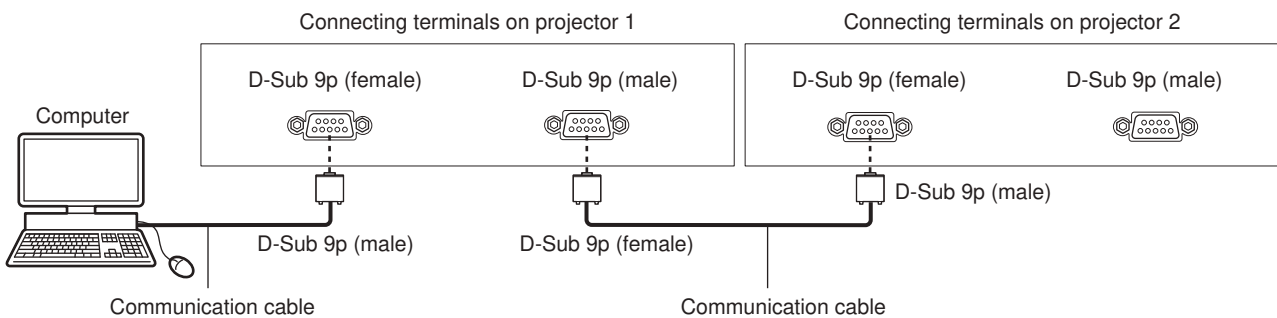 Connecting terminals on projector 1
Connecting terminals on projector 2
D-Sub 9p (female)
D-Sub 9p (male)
D-Sub 9p (female)
D-Sub 9p (male)
Computer
D-Sub 9p (male)
D-Sub 9p (male)
D-Sub 9p (female)
Communication cable
Communication cable